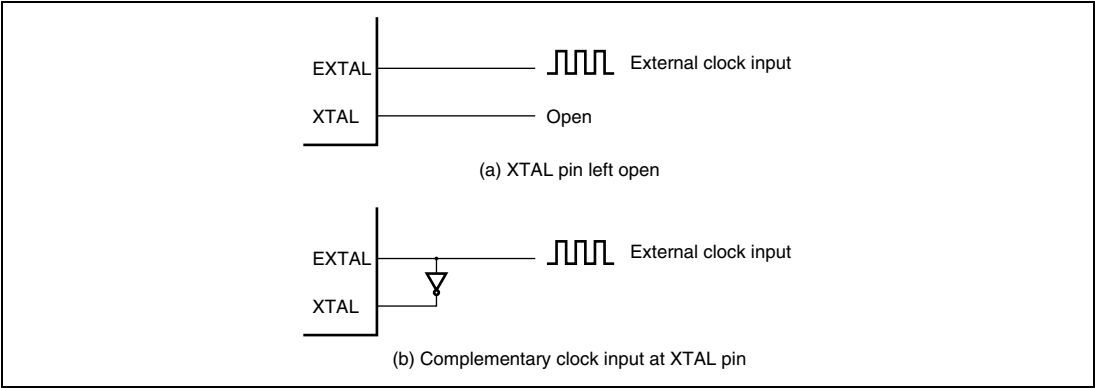 EXTAL
External clock input
XTAL
Open
(a) XTAL pin left open
EXTAL
External clock input
XTAL
(b) Complementary clock input at XTAL pin